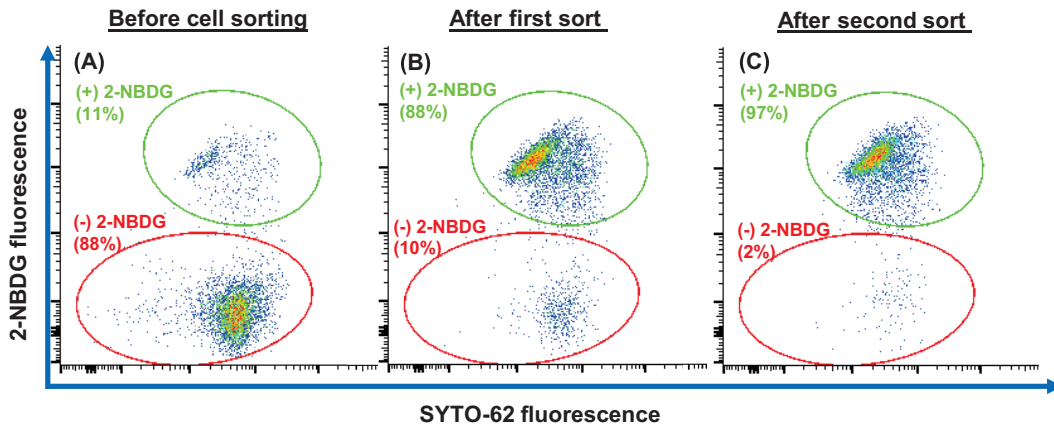 Before cell sorting
After first sort
After second sort
(A)
(+) 2-NBDG
(11%)
(-) 2-NBDG
(88%)
(B)
(+) 2-NBDG
(88%)
(-) 2-NBDG
(10%)
(C)
(+) 2-NBDG
(97%)
(-) 2-NBDG
(2%)
2-NBDG fluorescence
SYTO-62 fluorescence